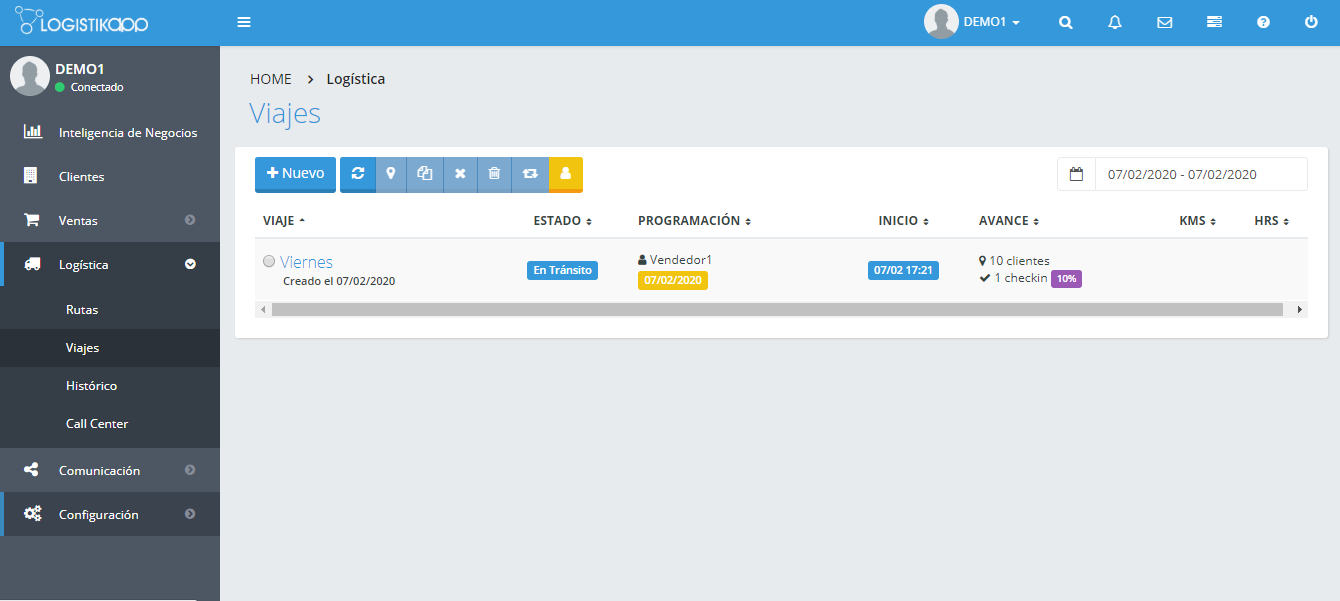 LOGISTIKAPP
DEMO1
DEMO1
Conectado
Inteligencia de Negocios
Clientes
Ventas
Logística
Rutas
Viajes
Histórico
Call Center
Comunicación
Configuración
HOME > Logística
Viajes
+ Nuevo
07/02/2020 - 07/02/2020
VIAJE ESTADO PROGRAMACIÓN INICIO AVANCE KMS HRS
Viernes
Creado el 07/02/2020
En Tránsito
Vendedor1
07/02/2020
07/02 17:21
10 clientes
1 checkin 10%